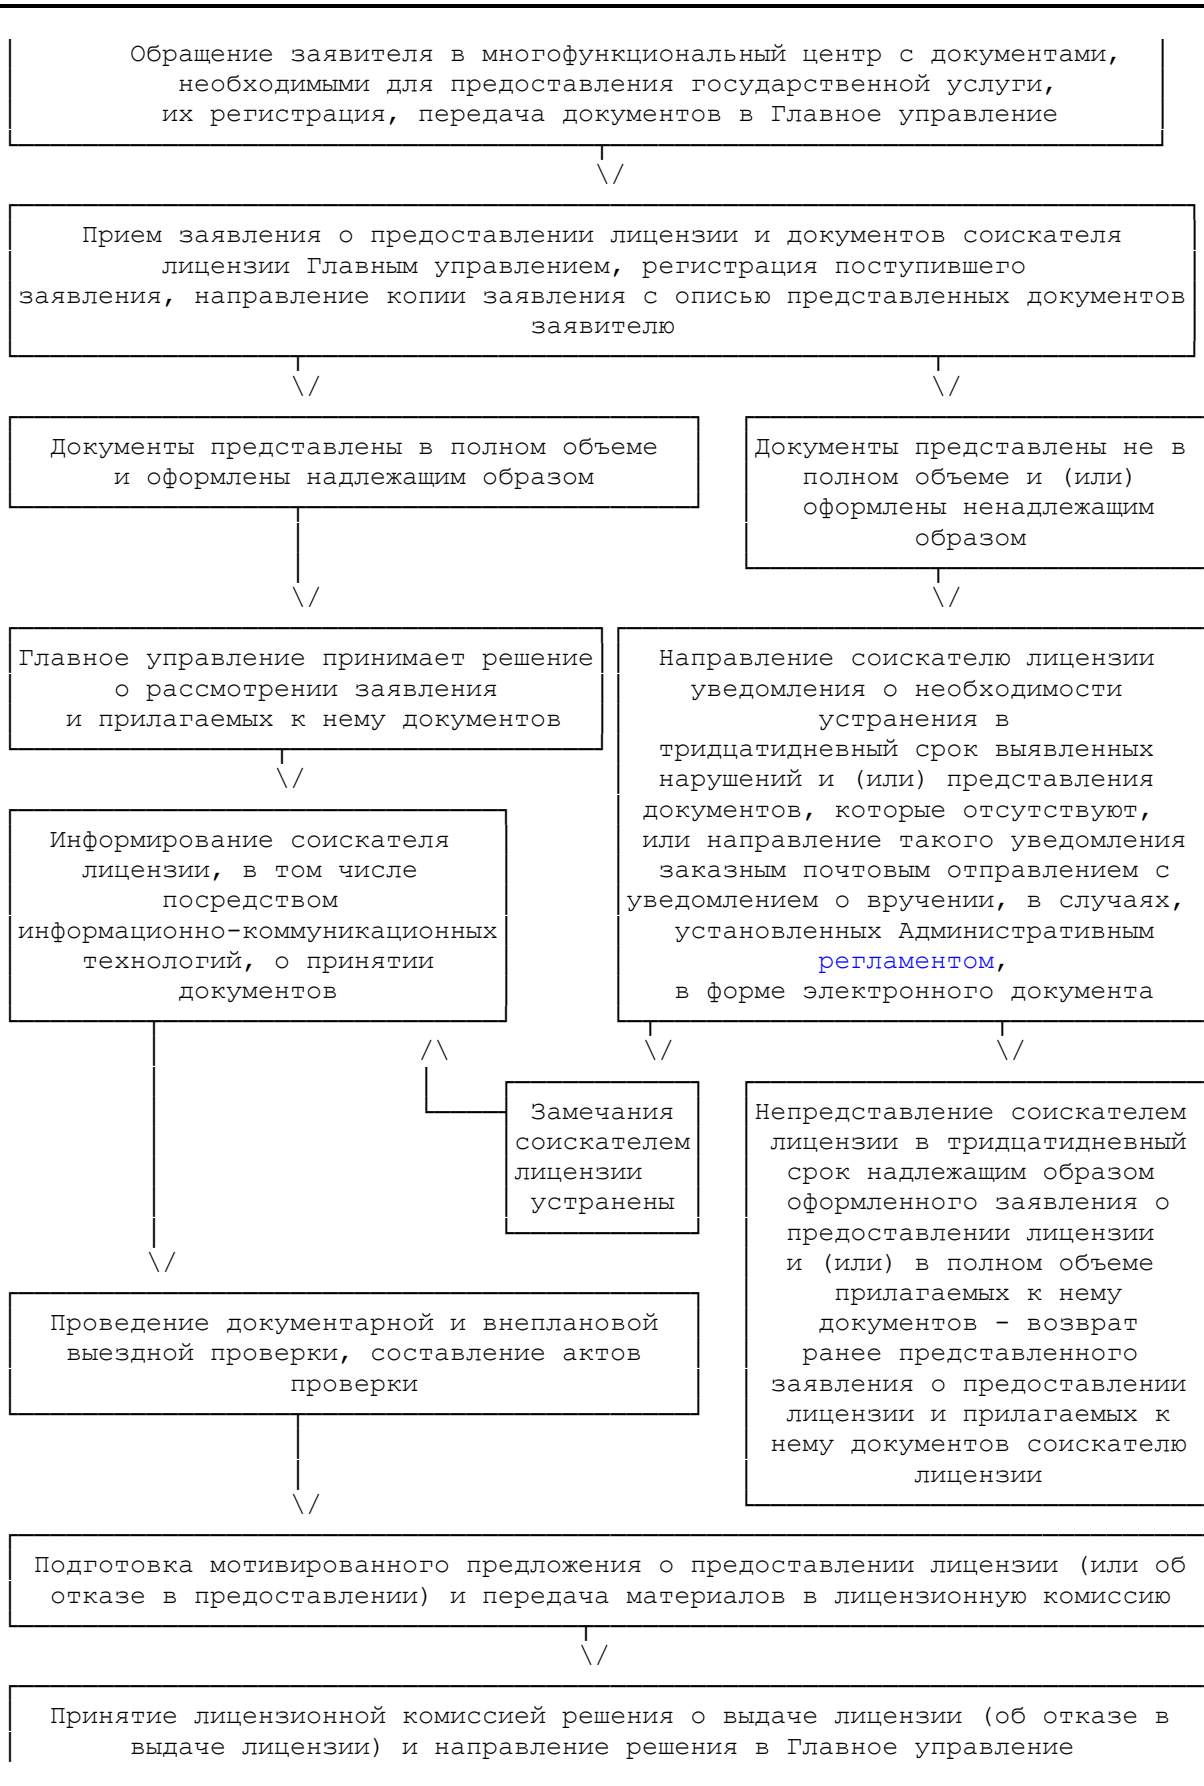 Обращение заявителя в многофункциональный центр с документами,
необходимыми для предоставления государственной услуги,
их регистрация, передача документов в Главное управление
Прием заявления о предоставлении лицензии и документов соискателя
лицензии Главным управлением, регистрация поступившего
заявления, направление копии заявления с описью представленных документов
заявителю
Документы представлены в полном объеме
и оформлены надлежащим образом
Документы представлены не в
полном объеме и (или)
оформлены ненадлежащим
образом
Главное управление принимает решение
о рассмотрении заявления
и прилагаемых к нему документов
Направление соискателю лицензии
уведомления о необходимости
устранения в
тридцатидневный срок выявленных
нарушений и (или) представления
документов, которые отсутствуют,
или направление такого уведомления
заказным почтовым отправлением с
уведомлением о вручении, в случаях,
установленных Административным
регламентом,
в форме электронного документа
Информирование соискателя
лицензии, в том числе
посредством
информационно-коммуникационных
технологий, о принятии
документов
Замечания
соискателем
лицензии
устранены
Непредставление соискателем
лицензии в тридцатидневный
срок надлежащим образом
оформленного заявления о
предоставлении лицензии
и (или) в полном объеме
прилагаемых к нему
документов - возврат
ранее представленного
заявления о предоставлении
лицензии и прилагаемых к
нему документов соискателю
лицензии
Проведение документарной и внеплановой
выездной проверки, составление актов
проверки
Подготовка мотивированного предложения о предоставлении лицензии (или об
отказе в предоставлении) и передача материалов в лицензионную комиссию
Принятие лицензионной комиссией решения о выдаче лицензии (об отказе в
выдаче лицензии) и направление решения в Главное управление